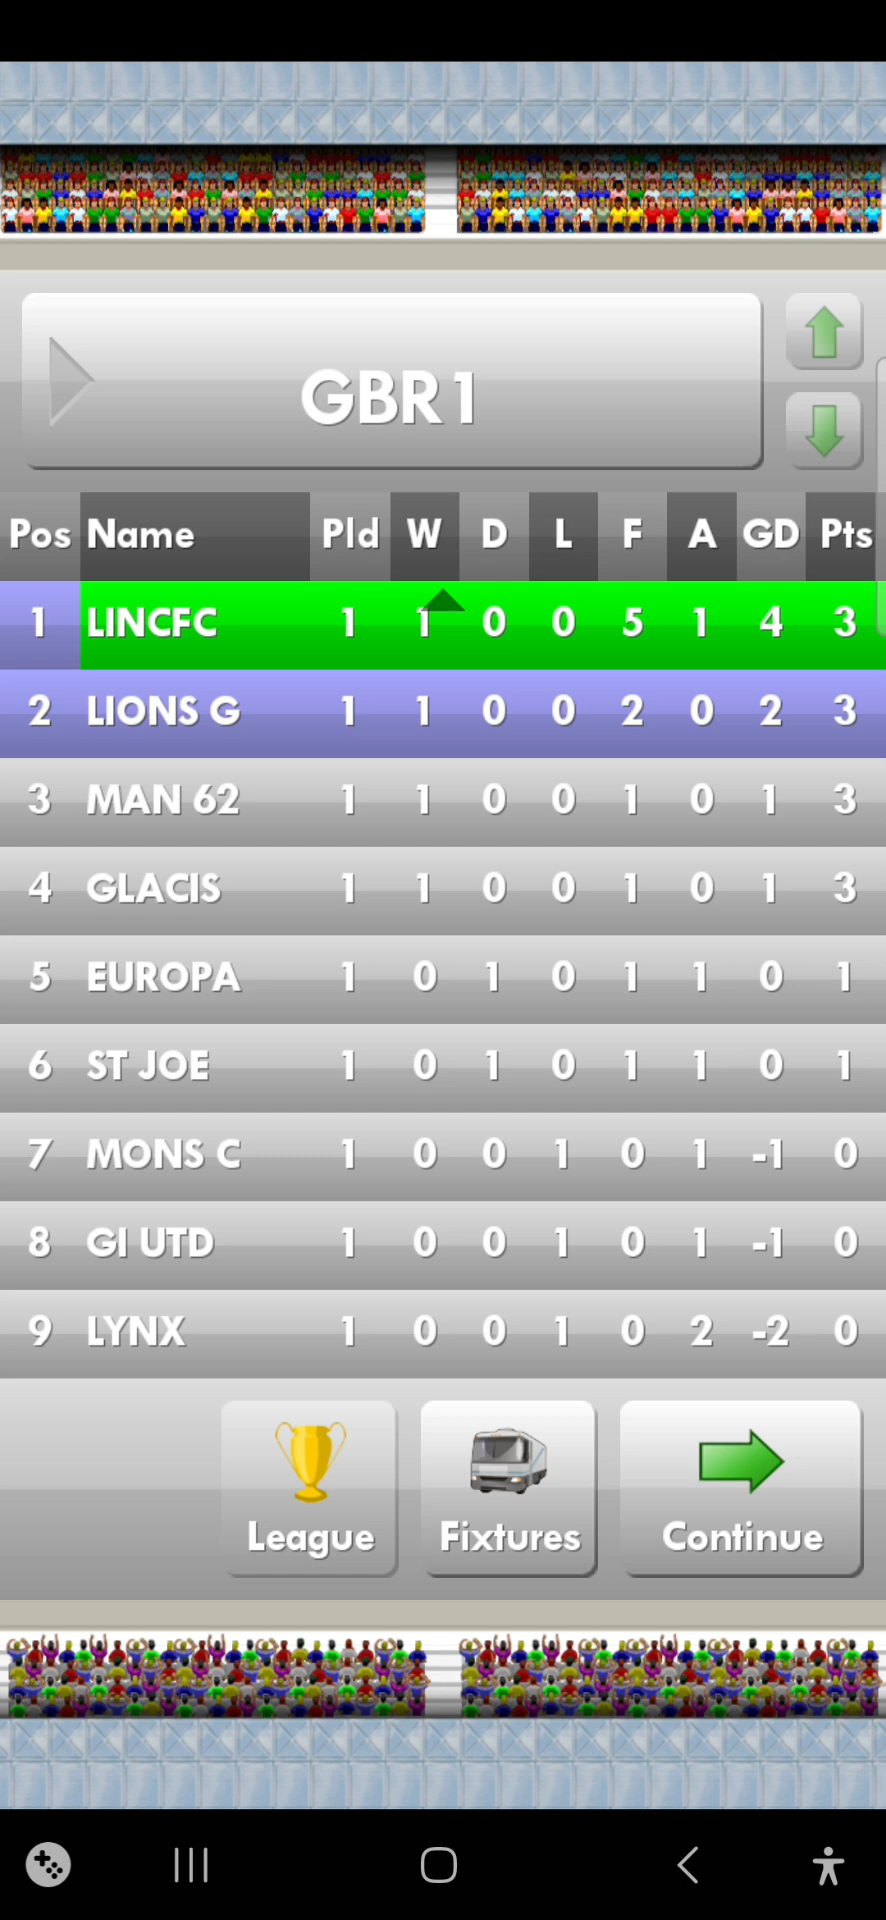 GBR1
Pos Name Pld W D L F A GD Pts
1 LINCFC 1 1 0 0 5 1 4 3
2 LIONS G 1 1 0 0 2 0 2 3
3 MAN 62 1 1 0 0 1 0 1 3
4 GLACIS 1 1 0 0 1 0 1 3
5 EUROPA 1 0 1 0 1 1 0 1
6 ST JOE 1 0 1 0 1 1 0 1
7 MONS C 1 0 0 1 0 1 -1 0
8 GI UTD 1 0 0 1 0 1 -1 0
9 LYNX 1 0 0 1 0 2 -2 0
League Fixtures Continue